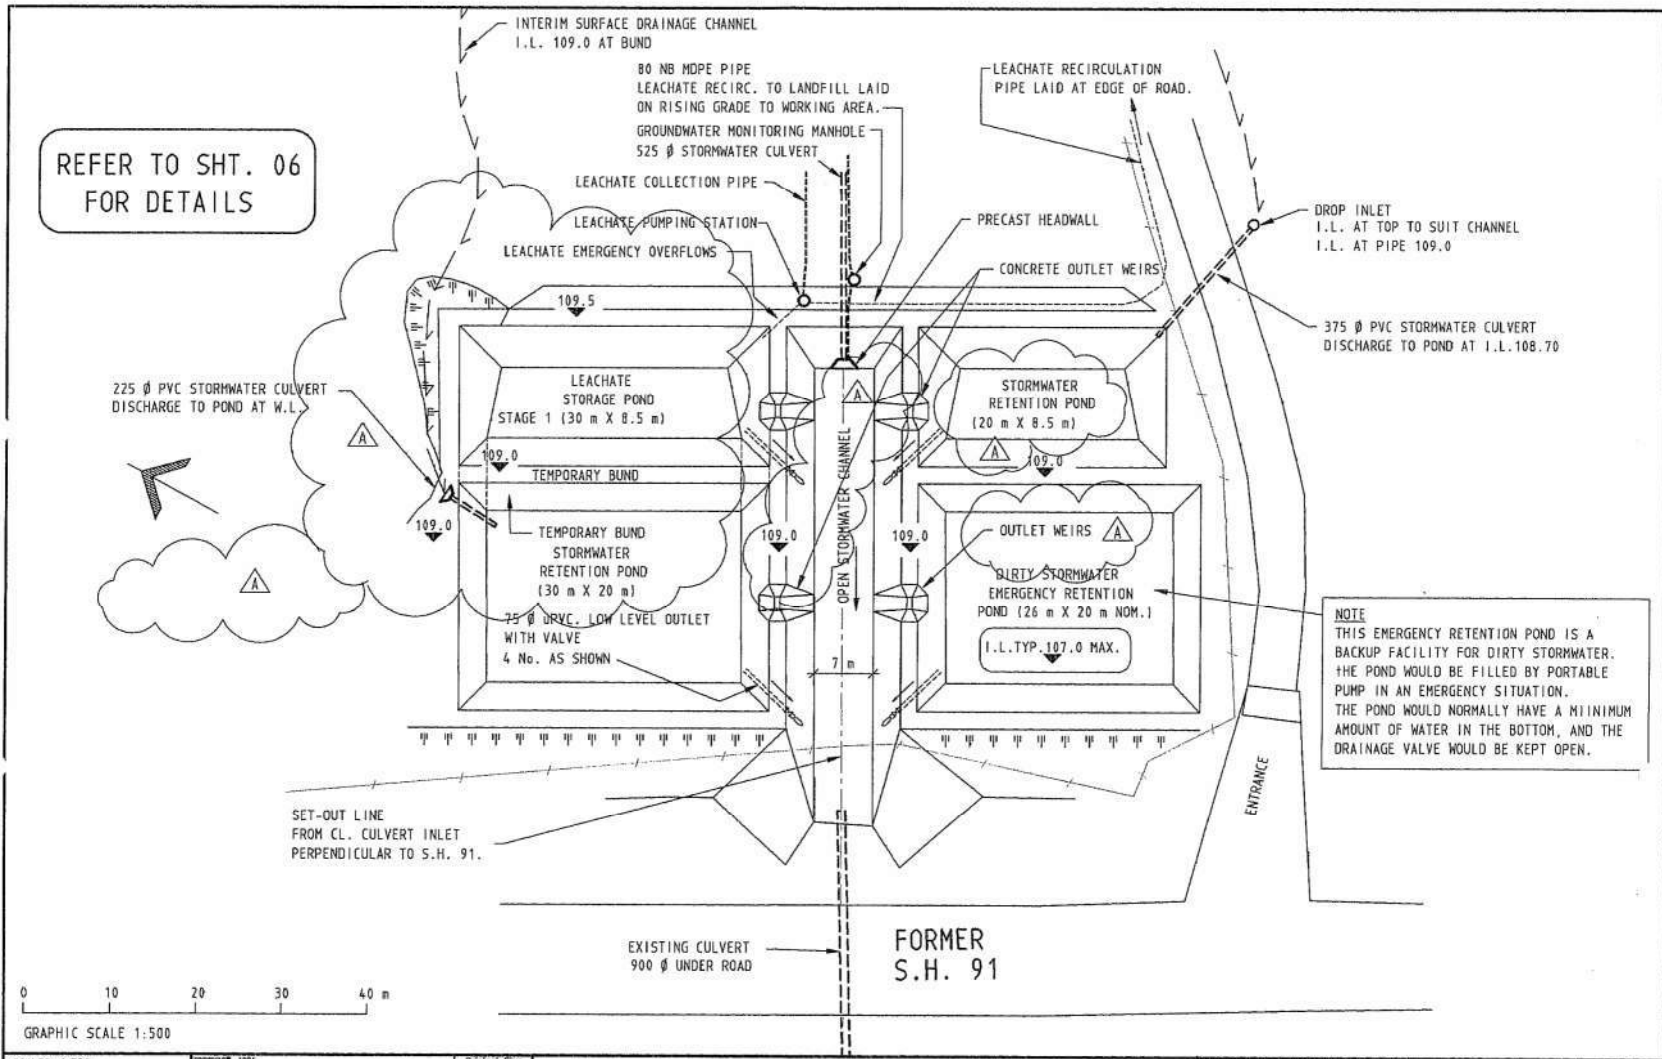 INTERIM SURFACE DRAINAGE CHANNEL
I.L. 109.0 AT BUND
80 NB MDPE PIPE
LEACHATE RECIRC. TO LANDFILL LAID
ON RISING GRADE TO WORKING AREA.
GROUNDWATER MONITORING MANHOLE
525 Ø STORMWATER CULVERT
LEACHATE RECIRCULATION
PIPE LAID AT EDGE OF ROAD.
REFER TO SHT. 06
FOR DETAILS
LEACHATE COLLECTION PIPE
LEACHATE PUMPING STATION
LEACHATE EMERGENCY OVERFLOWS
PRECAST HEADWALL
CONCRETE OUTLET WEIRS
DROP INLET
I.L. AT TOP TO SUIT CHANNEL
I.L. AT PIPE 109.0
109.5
375 Ø PVC STORMWATER CULVERT
DISCHARGE TO POND AT I.L.108.70
225 Ø PVC STORMWATER CULVERT
DISCHARGE TO POND AT W.L.
LEACHATE
STORAGE POND
STAGE 1 (30 m X 8.5 m)
A
STORMWATER
RETENTION POND
(20 m X 8.5 m)
A
A
109.0
TEMPORARY BUND
109.0
OPEN STORMWATER CHANNEL
109.0
TEMPORARY BUND
STORMWATER
RETENTION POND
(30 m X 20 m)
109.0
109.0
OUTLET WEIRS
A
A
DIRTY STORMWATER
EMERGENCY RETENTION
POND (26 m X 20 m NOM.)
I.L.TYP.107.0 MAX.
75 Ø uPVC. LOW LEVEL OUTLET
WITH VALVE
4 No. AS SHOWN
7 m
NOTE
THIS EMERGENCY RETENTION POND IS A
BACKUP FACILITY FOR DIRTY STORMWATER.
THE POND WOULD BE FILLED BY PORTABLE
PUMP IN AN EMERGENCY SITUATION.
THE POND WOULD NORMALLY HAVE A MIINIMUM
AMOUNT OF WATER IN THE BOTTOM, AND THE
DRAINAGE VALVE WOULD BE KEPT OPEN.
ENTRANCE
SET-OUT LINE
FROM CL. CULVERT INLET
PERPENDICULAR TO S.H. 91.
EXISTING CULVERT
900 Ø UNDER ROAD
FORMER
S.H. 91
0 10 20 30 40 m
GRAPHIC SCALE 1:500